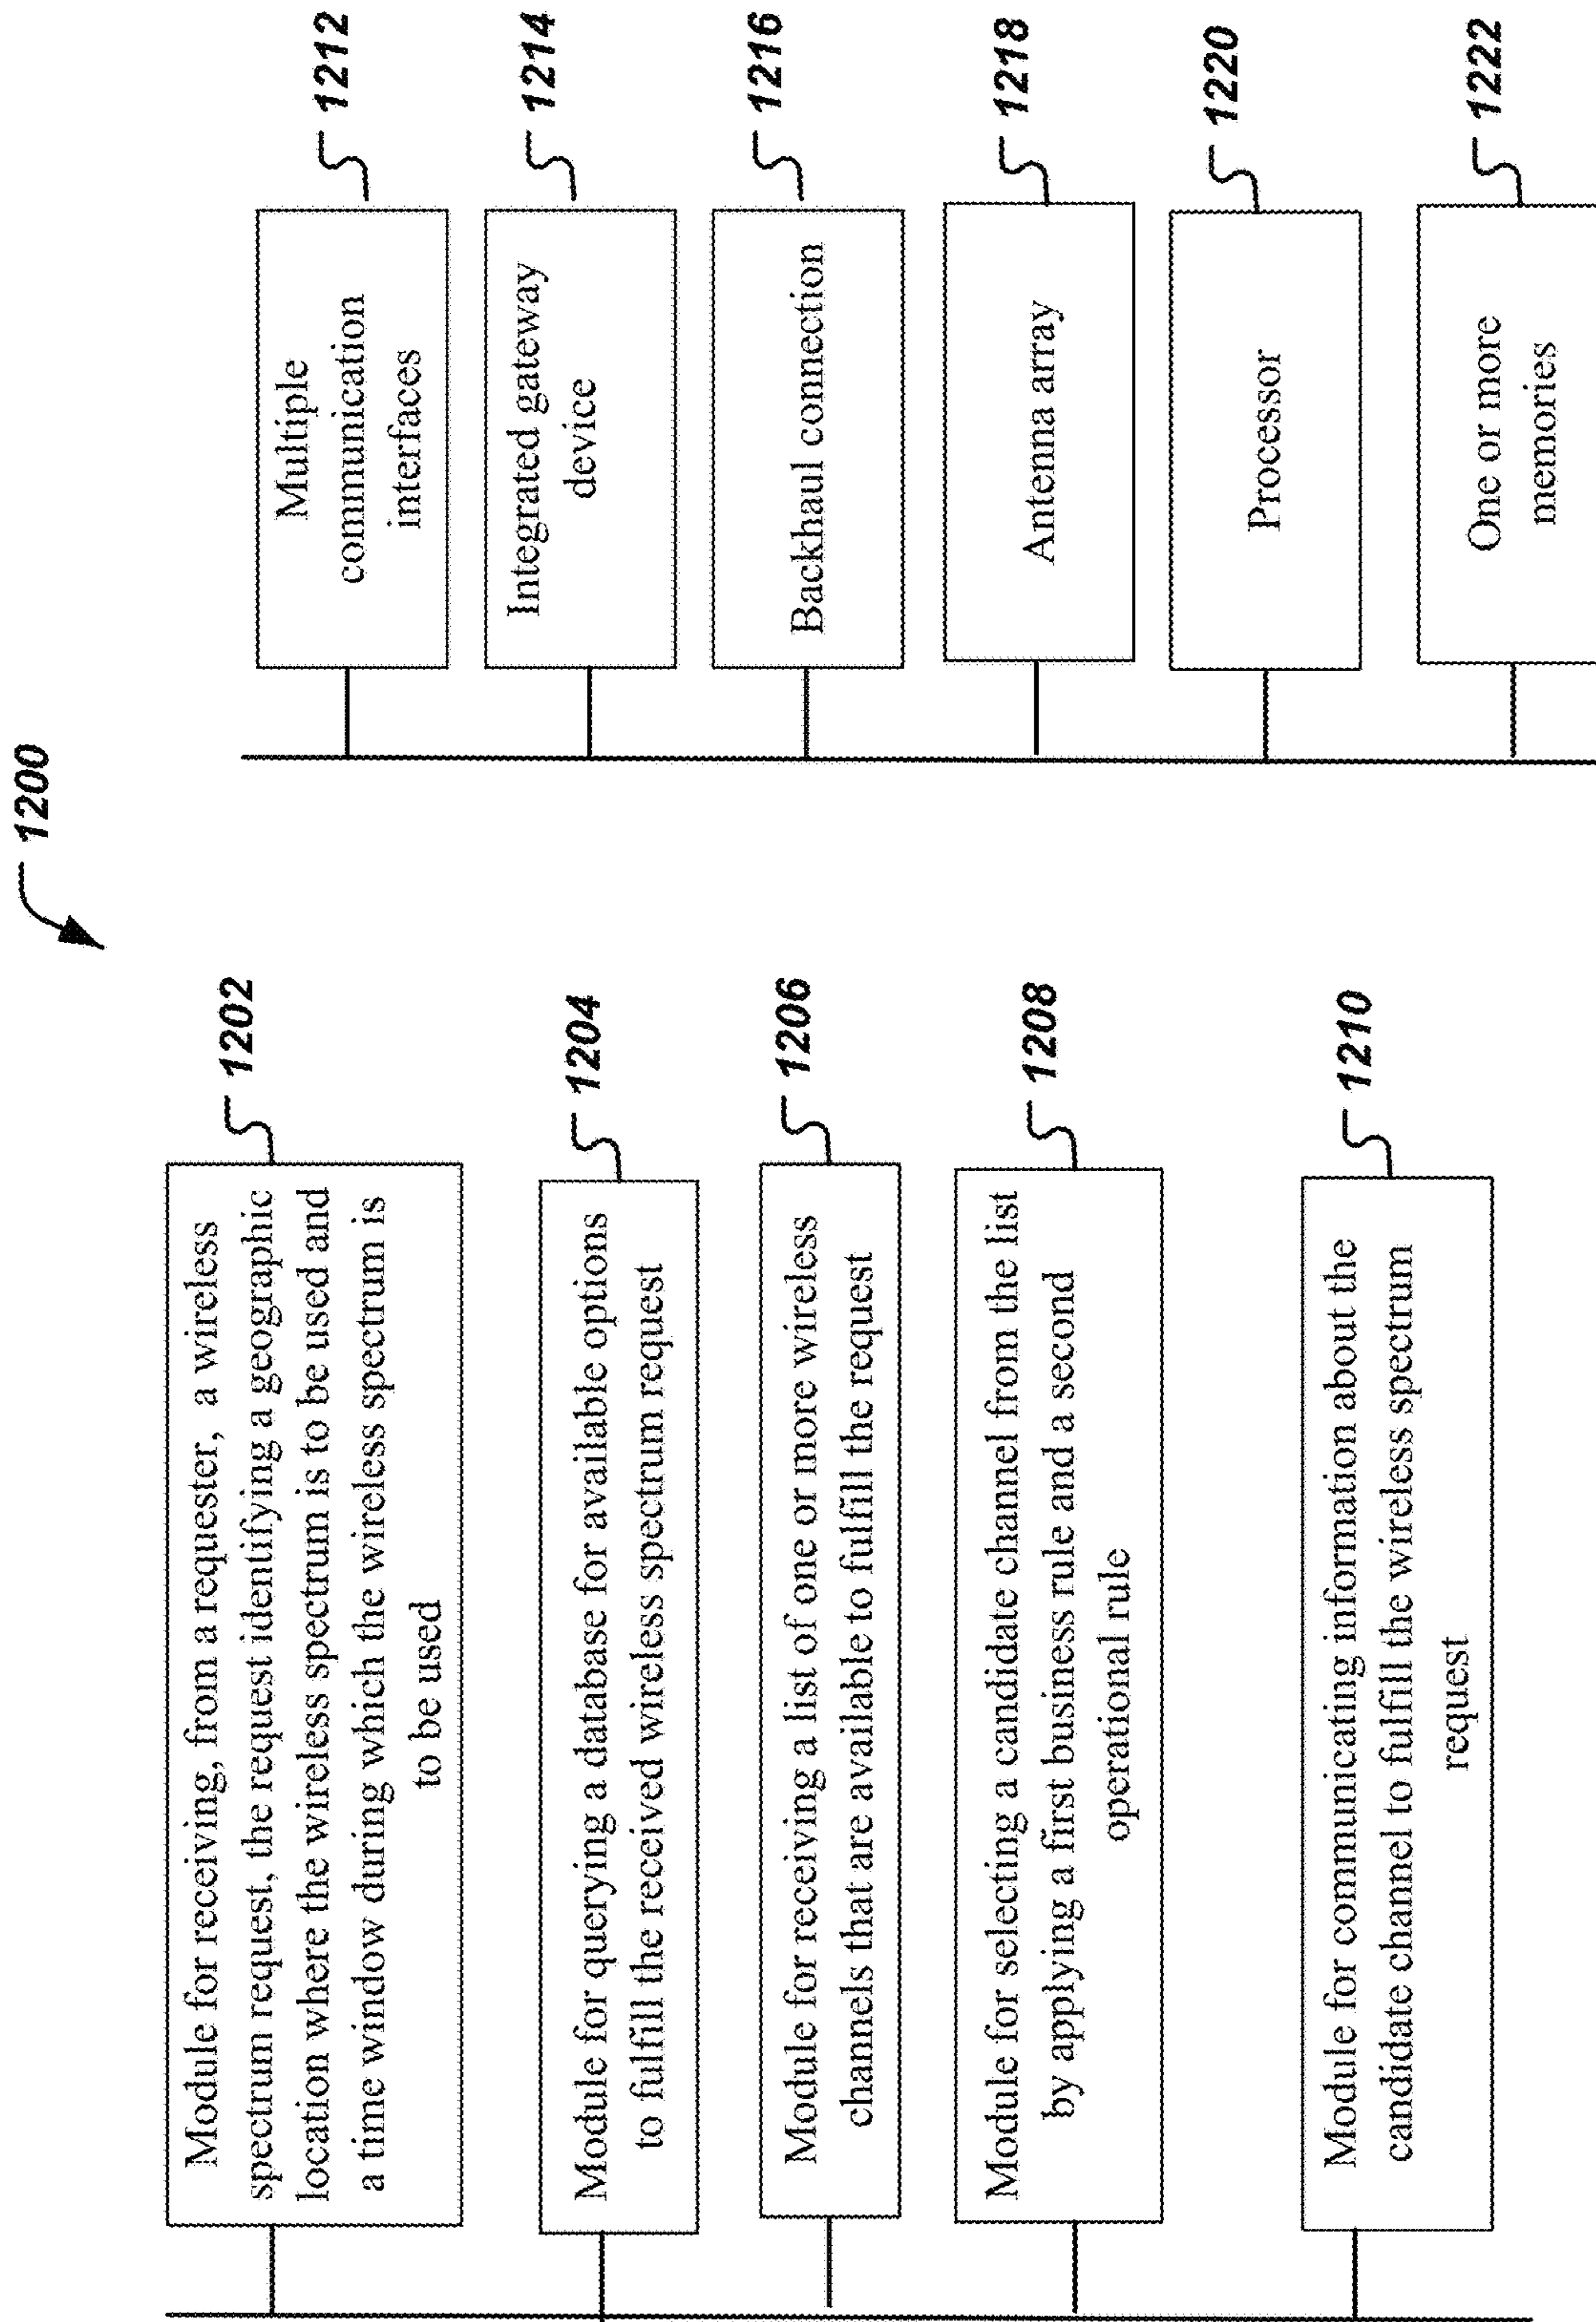 1200
Module for receiving, from a requester, a wireless
spectrum request, the request identifying a geographic
location where the wireless spectrum is to be used and
a time window during which the wireless spectrum is
to be used
1202
Module for querying a database for available options
to fulfill the received wireless spectrum request
1204
Module for receiving a list of one or more wireless
channels that are available to fulfill the request
1206
Module for selecting a candidate channel from the list
by applying a first business rule and a second
operational rule
1208
Module for communicating information about the
candidate channel to fulfill the wireless spectrum
request
1210
Multiple
communication
interfaces
1212
Integrated gateway
device
1214
Backhaul connection
1216
Antenna array
1218
Processor
1220
One or more
memories
1222